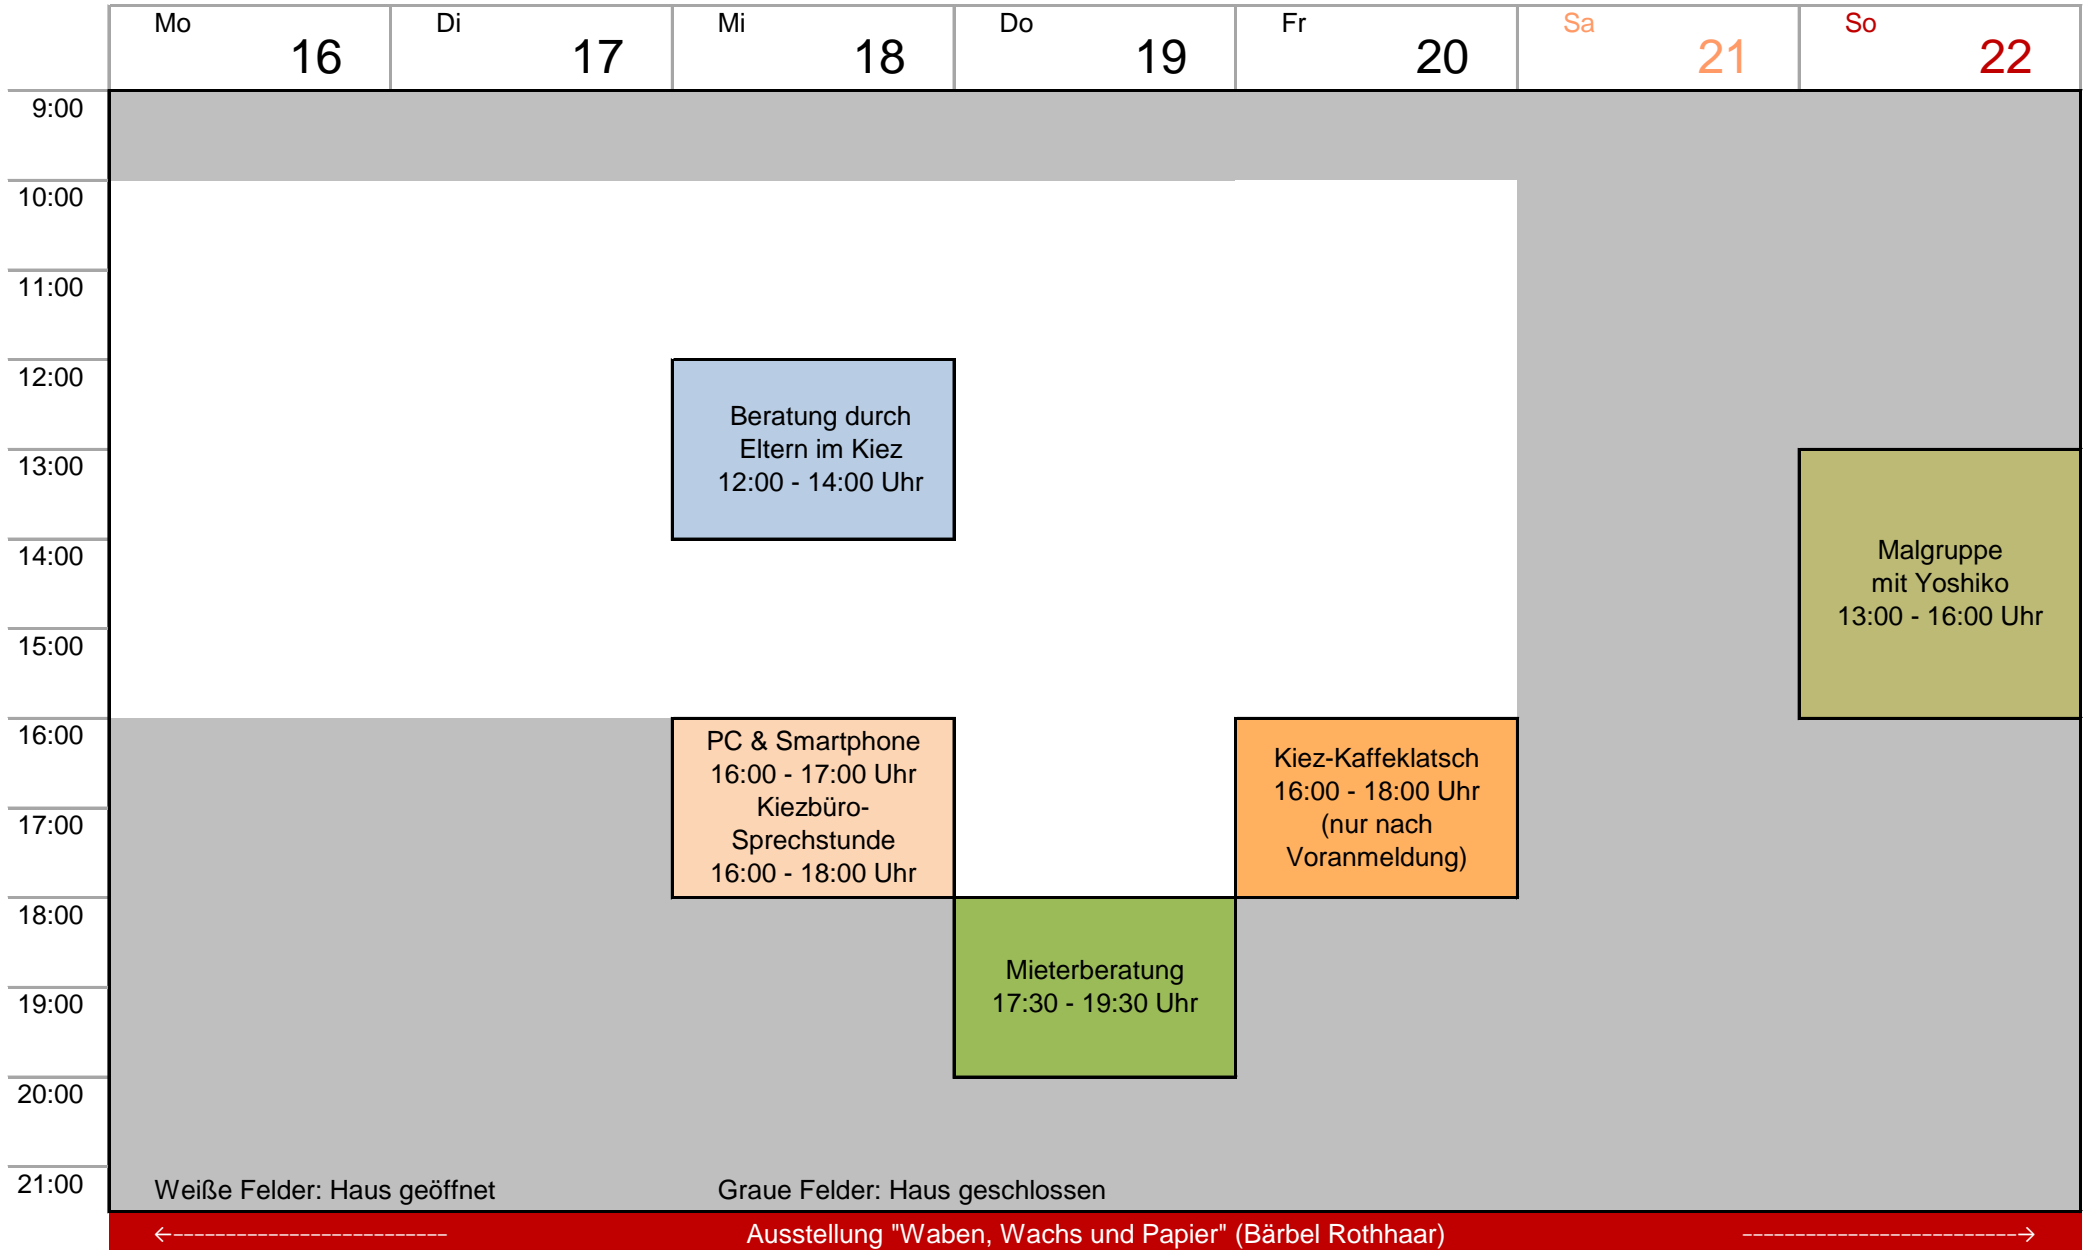 Mo
16
Di
17
Mi
18
Do
19
Fr
20
Sa
21
So
22
9:00
10:00
11:00
12:00
Beratung durch
Eltern im Kiez
12:00 - 14:00 Uhr
13:00
14:00
Malgruppe
mit Yoshiko
13:00 - 16:00 Uhr
15:00
16:00
PC & Smartphone
16:00 - 17:00 Uhr
Kiezbüro-
Sprechstunde
16:00 - 18:00 Uhr
Kiez-Kaffeklatsch
16:00 - 18:00 Uhr
(nur nach
Voranmeldung)
17:00
18:00
Mieterberatung
17:30 - 19:30 Uhr
19:00
20:00
21:00
Weiße Felder: Haus geöffnet
Graue Felder: Haus geschlossen
←-------------------------- Ausstellung "Waben, Wachs und Papier" (Bärbel Rothhaar) --------------------------→